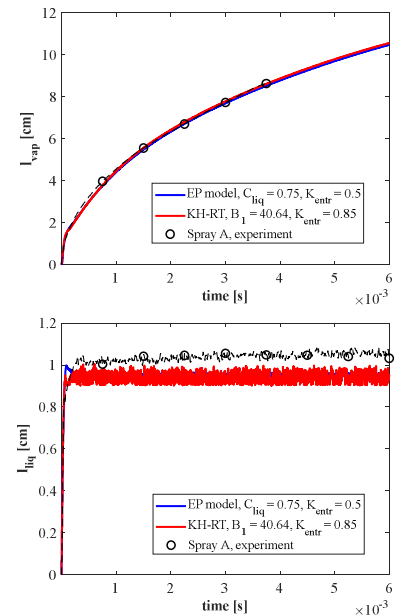 12
10
8
6
4
2
0
l_vap [cm]
EP model, C_liq = 0.75, K_entr = 0.5
KH-RT, B_1 = 40.64, K_entr = 0.85
Spray A, experiment
1 2 3 4 5 6
time [s]
×10^-3
1.2
1
0.8
0.6
0.4
0.2
0
l_liq [cm]
EP model, C_liq = 0.75, K_entr = 0.5
KH-RT, B_1 = 40.64, K_entr = 0.85
Spray A, experiment
1 2 3 4 5 6
time [s]
×10^-3